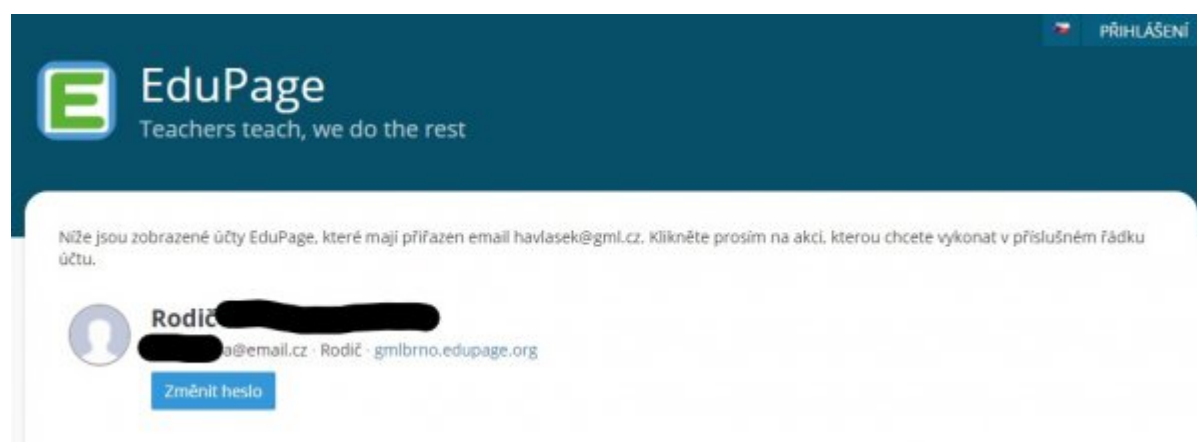 PŘIHLÁŠENÍ
EduPage
Teachers teach, we do the rest
Níže jsou zobrazené účty EduPage, které mají přiřazen email havlasek@gml.cz. Klikněte prosím na akci, kterou chcete vykonat v příslušném řádku
účtu.
Rodič
a@email.cz · Rodič · gmlbrno.edupage.org
Změnit heslo